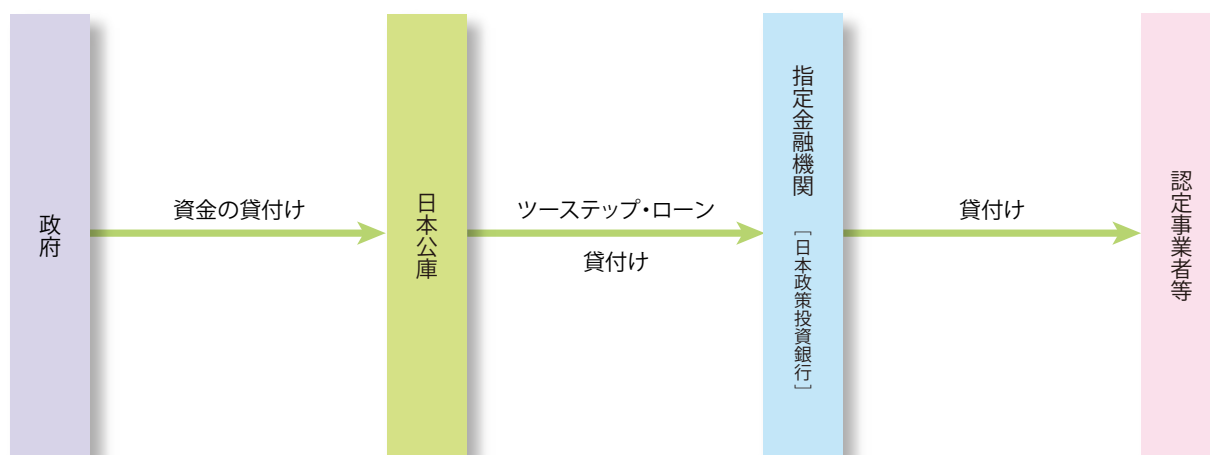 政府
資金の貸付け
日本公庫
ツーステップ・ローン
貸付け
指定金融機関
［日本政策投資銀行］
貸付け
認定事業者等